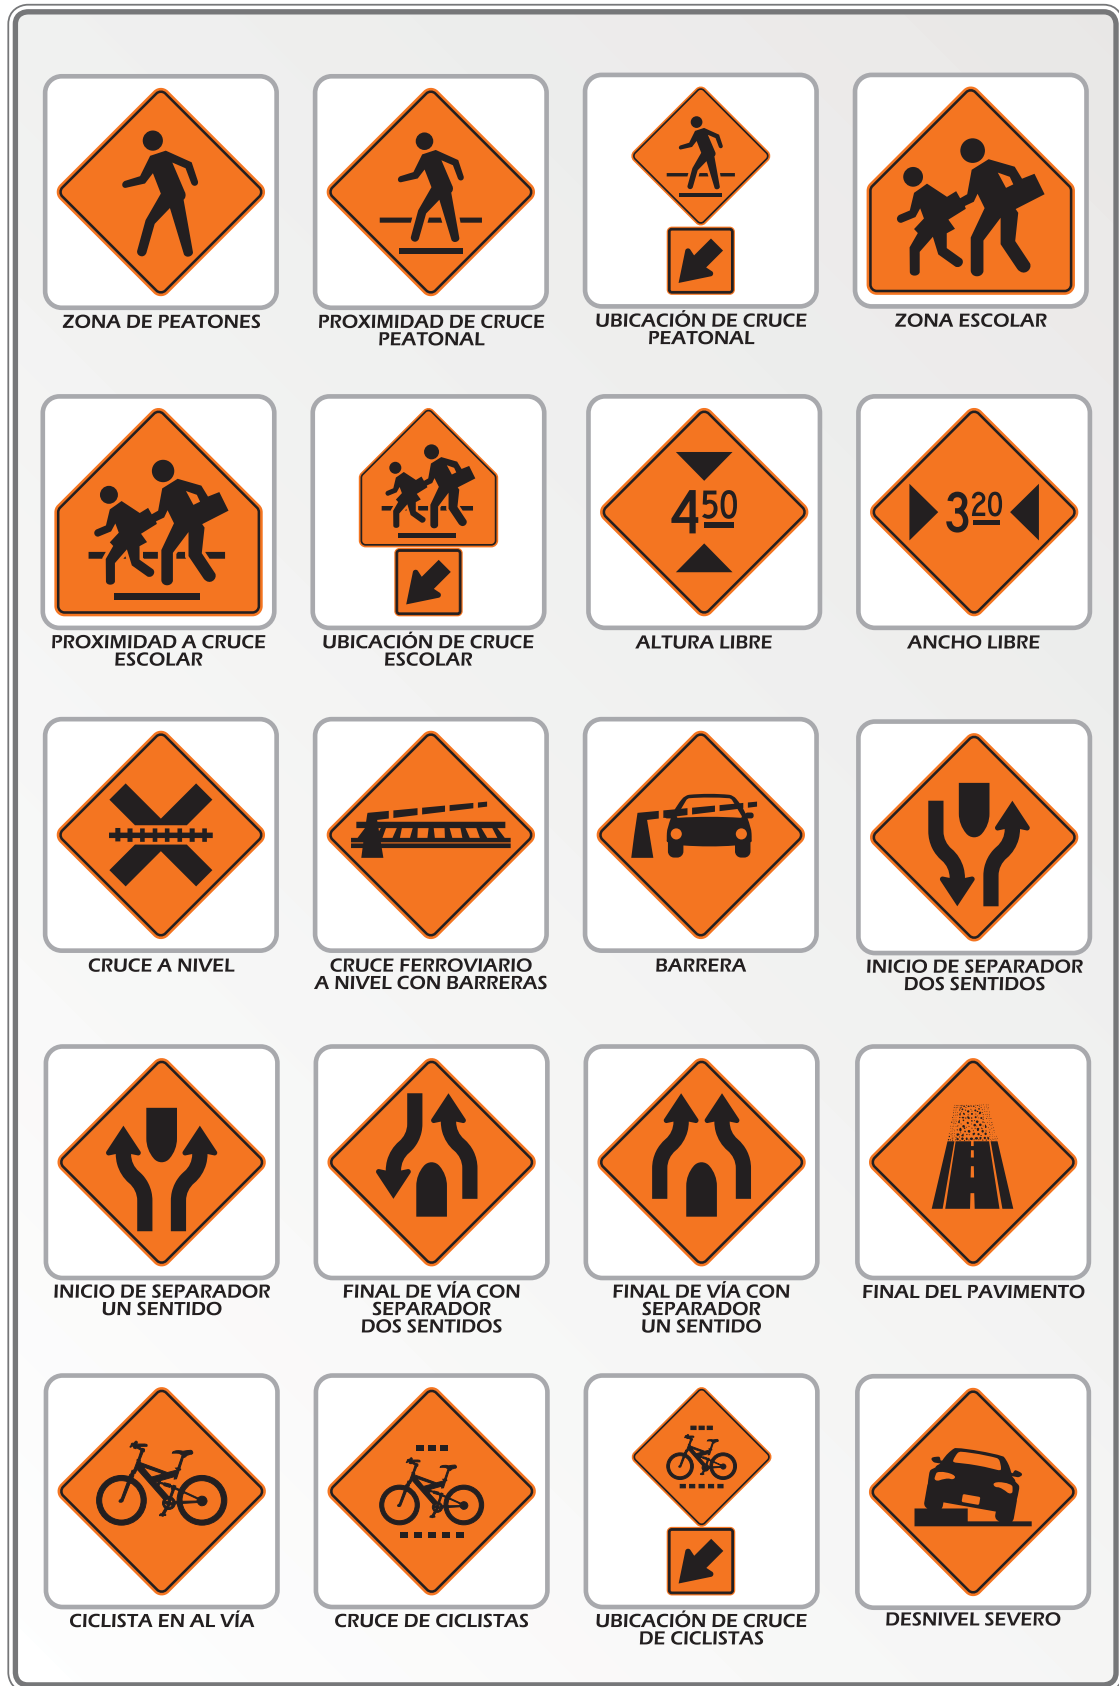 ZONA DE PEATONES
PROXIMIDAD DE CRUCE
PEATONAL
UBICACIÓN DE CRUCE
PEATONAL
ZONA ESCOLAR
PROXIMIDAD A CRUCE
ESCOLAR
UBICACIÓN DE CRUCE
ESCOLAR
4 50
ALTURA LIBRE
3 20
ANCHO LIBRE
CRUCE A NIVEL
CRUCE FERROVIARIO
A NIVEL CON BARRERAS
BARRERA
INICIO DE SEPARADOR
DOS SENTIDOS
INICIO DE SEPARADOR
UN SENTIDO
FINAL DE VÍA CON
SEPARADOR
DOS SENTIDOS
FINAL DE VÍA CON
SEPARADOR
UN SENTIDO
FINAL DEL PAVIMENTO
CICLISTA EN AL VÍA
CRUCE DE CICLISTAS
UBICACIÓN DE CRUCE
DE CICLISTAS
DESNIVEL SEVERO